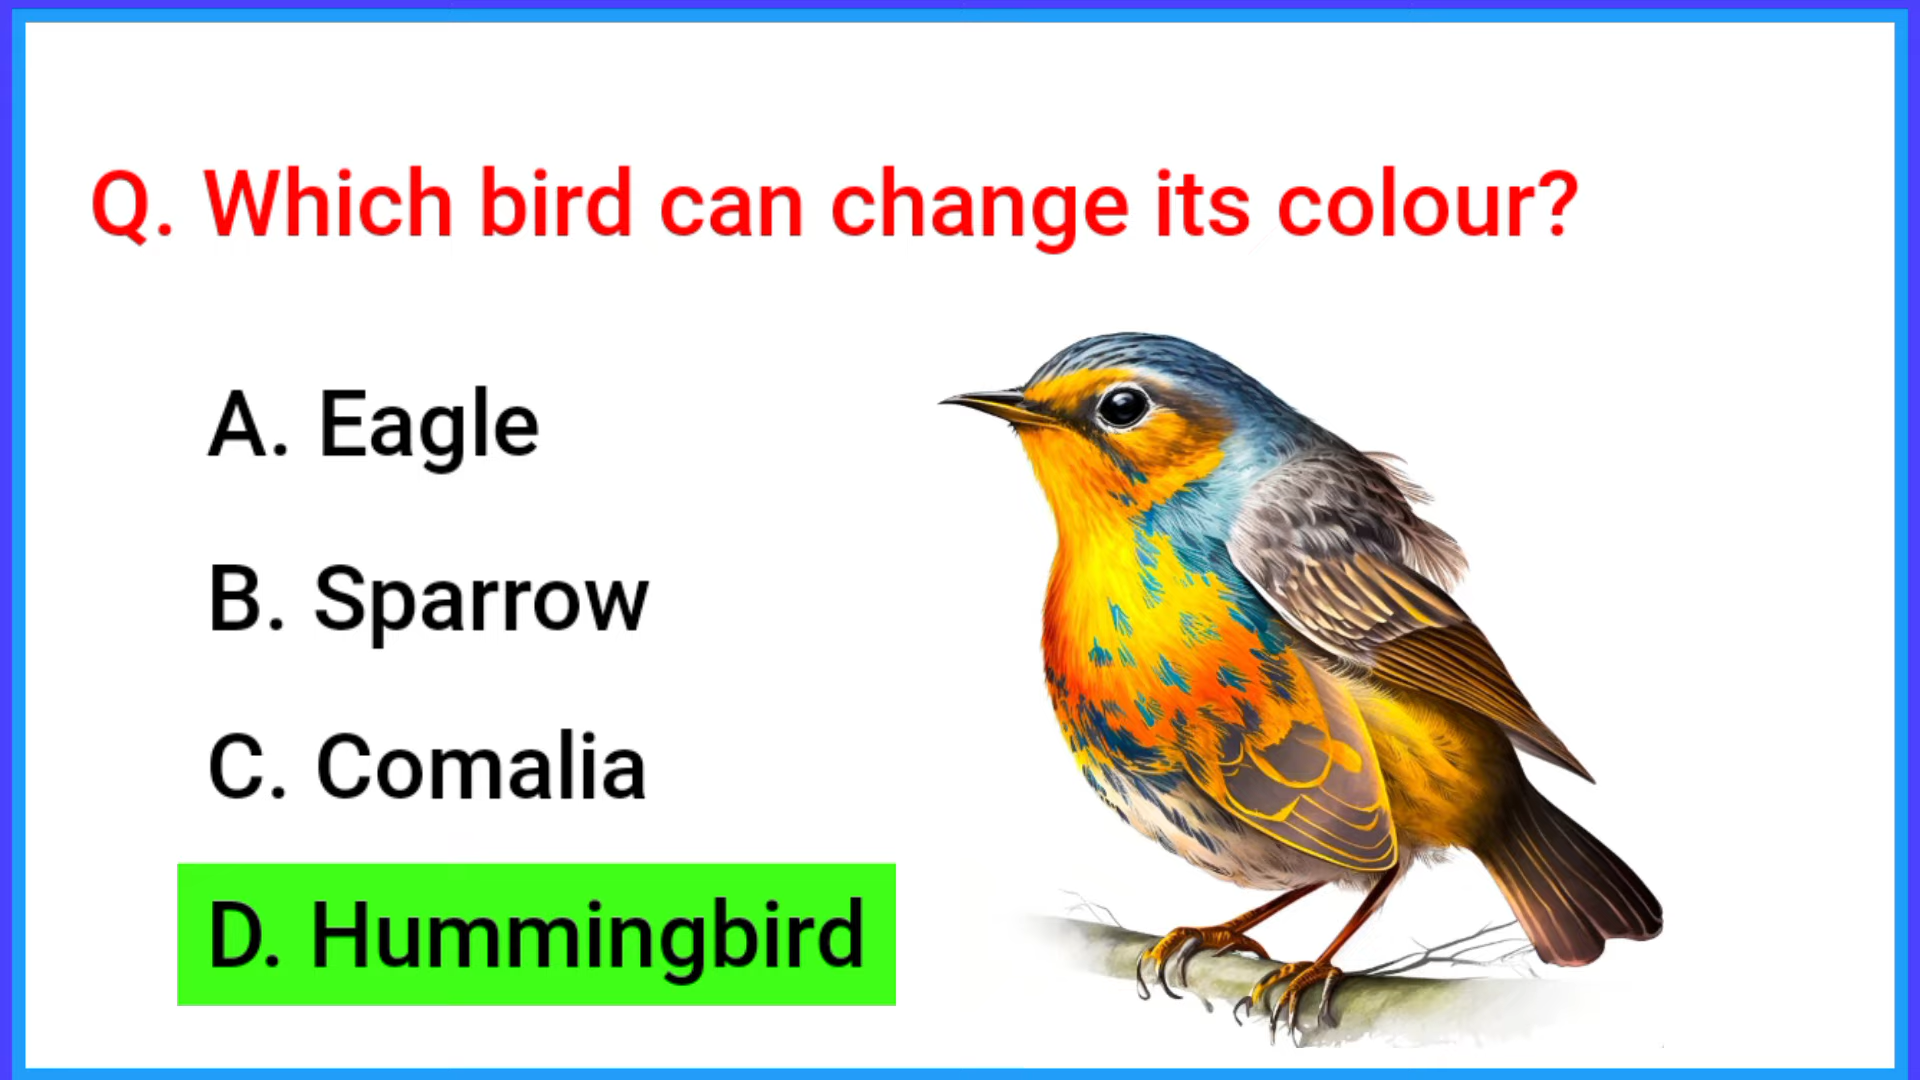 Q. Which bird can change its colour?
A. Eagle
B. Sparrow
C. Comalia
D. Hummingbird